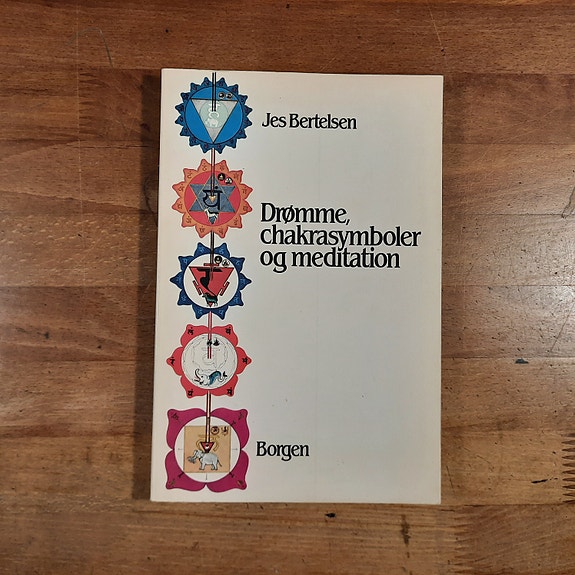 Jes Bertelsen
Drømme,
chakrasymboler
og meditation
Borgen